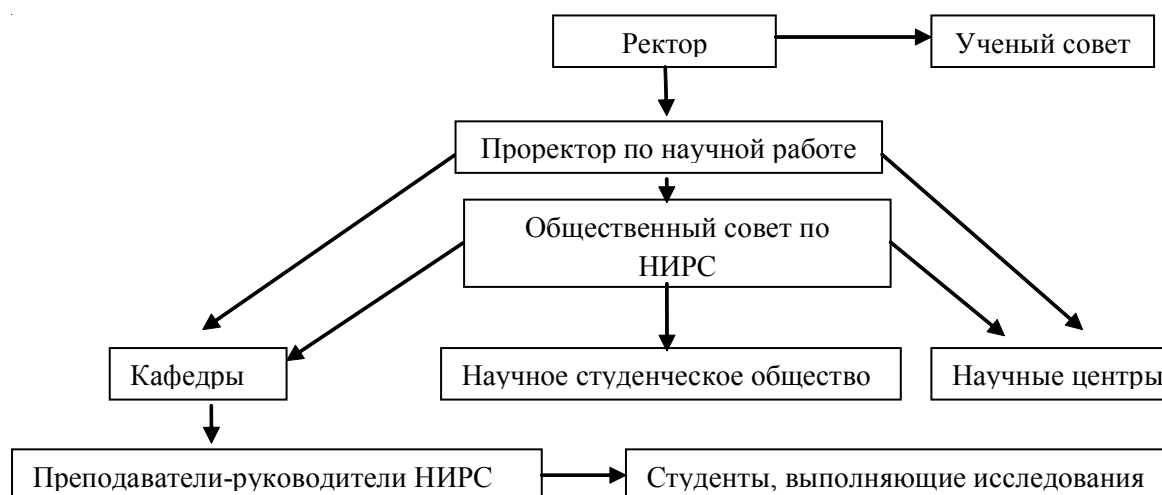 Ректор
Ученый совет
Проректор по научной работе
Общественный совет по
НИРС
Кафедры
Научное студенческое общество
Научные центры
Преподаватели-руководители НИРС
Студенты, выполняющие исследования